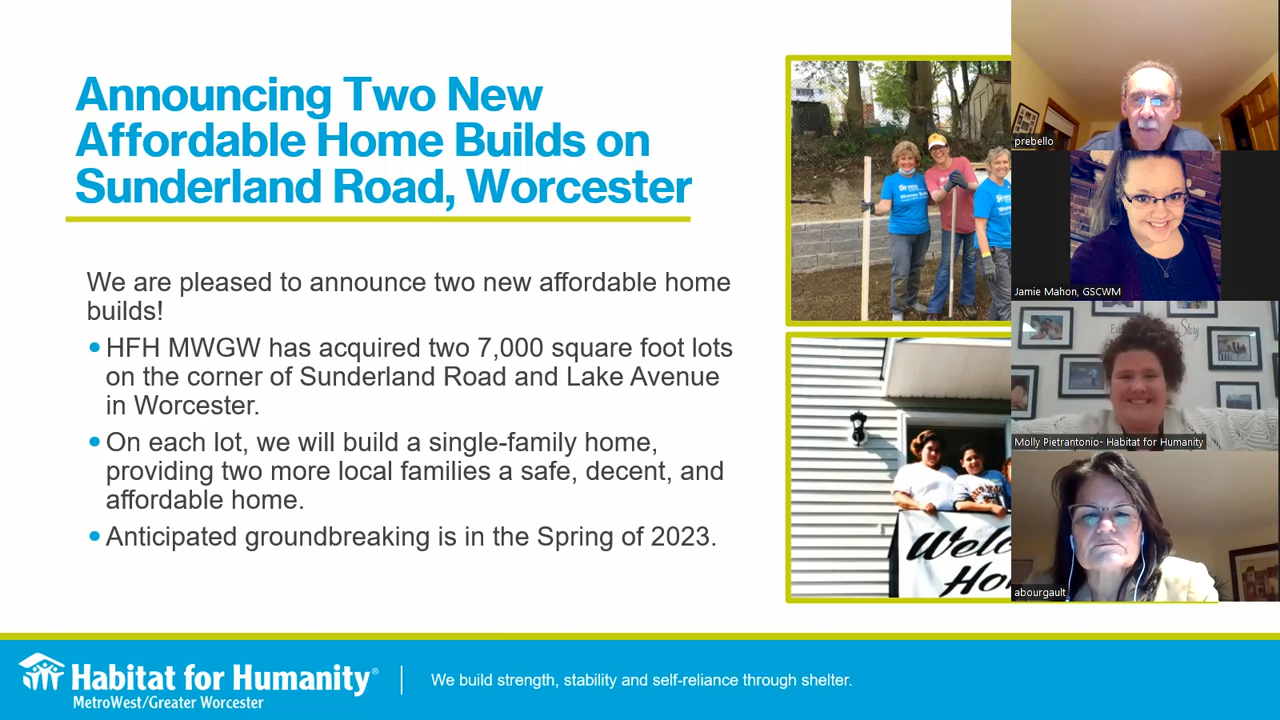 Announcing Two New
Affordable Home Builds on
Sunderland Road, Worcester
We are pleased to announce two new affordable home
builds!
•HFH MWGW has acquired two 7,000 square foot lots
on the corner of Sunderland Road and Lake Avenue
in Worcester.
•On each lot, we will build a single-family home,
providing two more local families a safe, decent, and
affordable home.
•Anticipated groundbreaking is in the Spring of 2023.
prebello
Jamie Mahon, GSCWM
Story
Molly Pietrantonio- Habitat for Humanity
abourgault
Habitat for Humanity®
MetroWest/Greater Worcester
We build strength, stability and self-reliance through shelter.